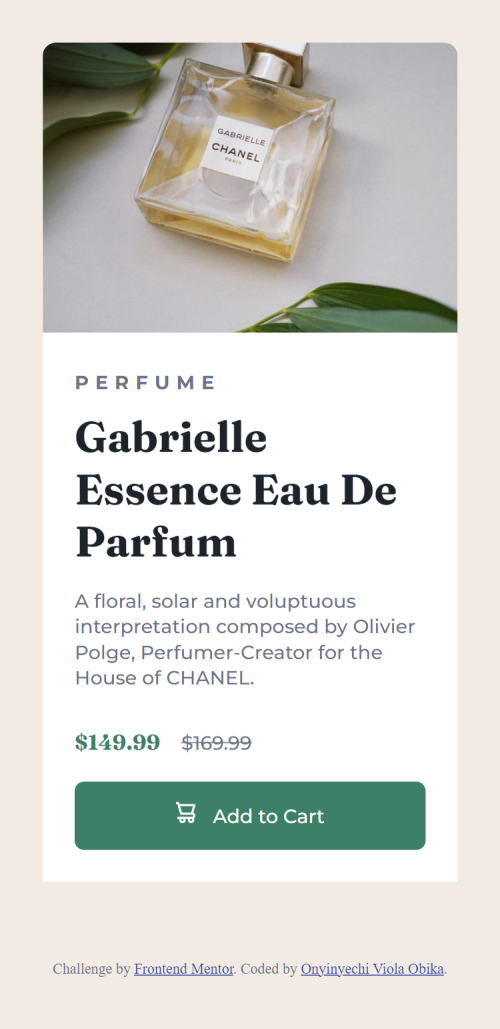 GABRIELLE
CHANEL
PARIS
PERFUME
Gabrielle
Essence Eau De
Parfum
A floral, solar and voluptuous
interpretation composed by Olivier
Polge, Perfumer-Creator for the
House of CHANEL.
$149.99 $169.99
Add to Cart
Challenge by Frontend Mentor. Coded by Onyinyechi Viola Obika.